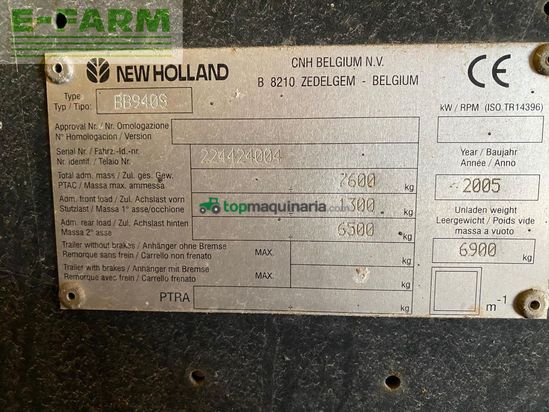 E-FARM
NEW HOLLAND
CNH BELGIUM N.V.
B 8210 ZEDELGEM - BELGIUM
CE
Type
Typ / Tipo:
BB940S
kW / RPM (ISO.TR14396)
Approval Nr. / Nr. Omologazione
N° Homologacion / Version
Serial Nr. / Fahrz.-Id.-nr.
Nr. identif. / Telaio Nr.
224424004
Year / Baujahr
Année / Anno
2005
Total adm. mass / Zul. ges. Gew.
PTAC / Massa max. ammessa
7600 kg
Adm. front load / Zul. Achslast vorn
Stutzlast / Massa 1° asse/occhione
1300 kg
Adm. rear load / Zul. Achslast hinten
Massa 2° asse
6500 kg
Unladen weight
Leergewicht / Poids vide
massa a vuoto
6900 kg
Trailer without brakes / Anhänger ohne Bremse
Remorque sans frein / Carrello non frenato
MAX. kg
Trailer with brakes / Anhänger mit Bremse
Remorque avec frein / Carrello frenato
MAX. kg
PTRA kg
m-1
topmaquinaria.com